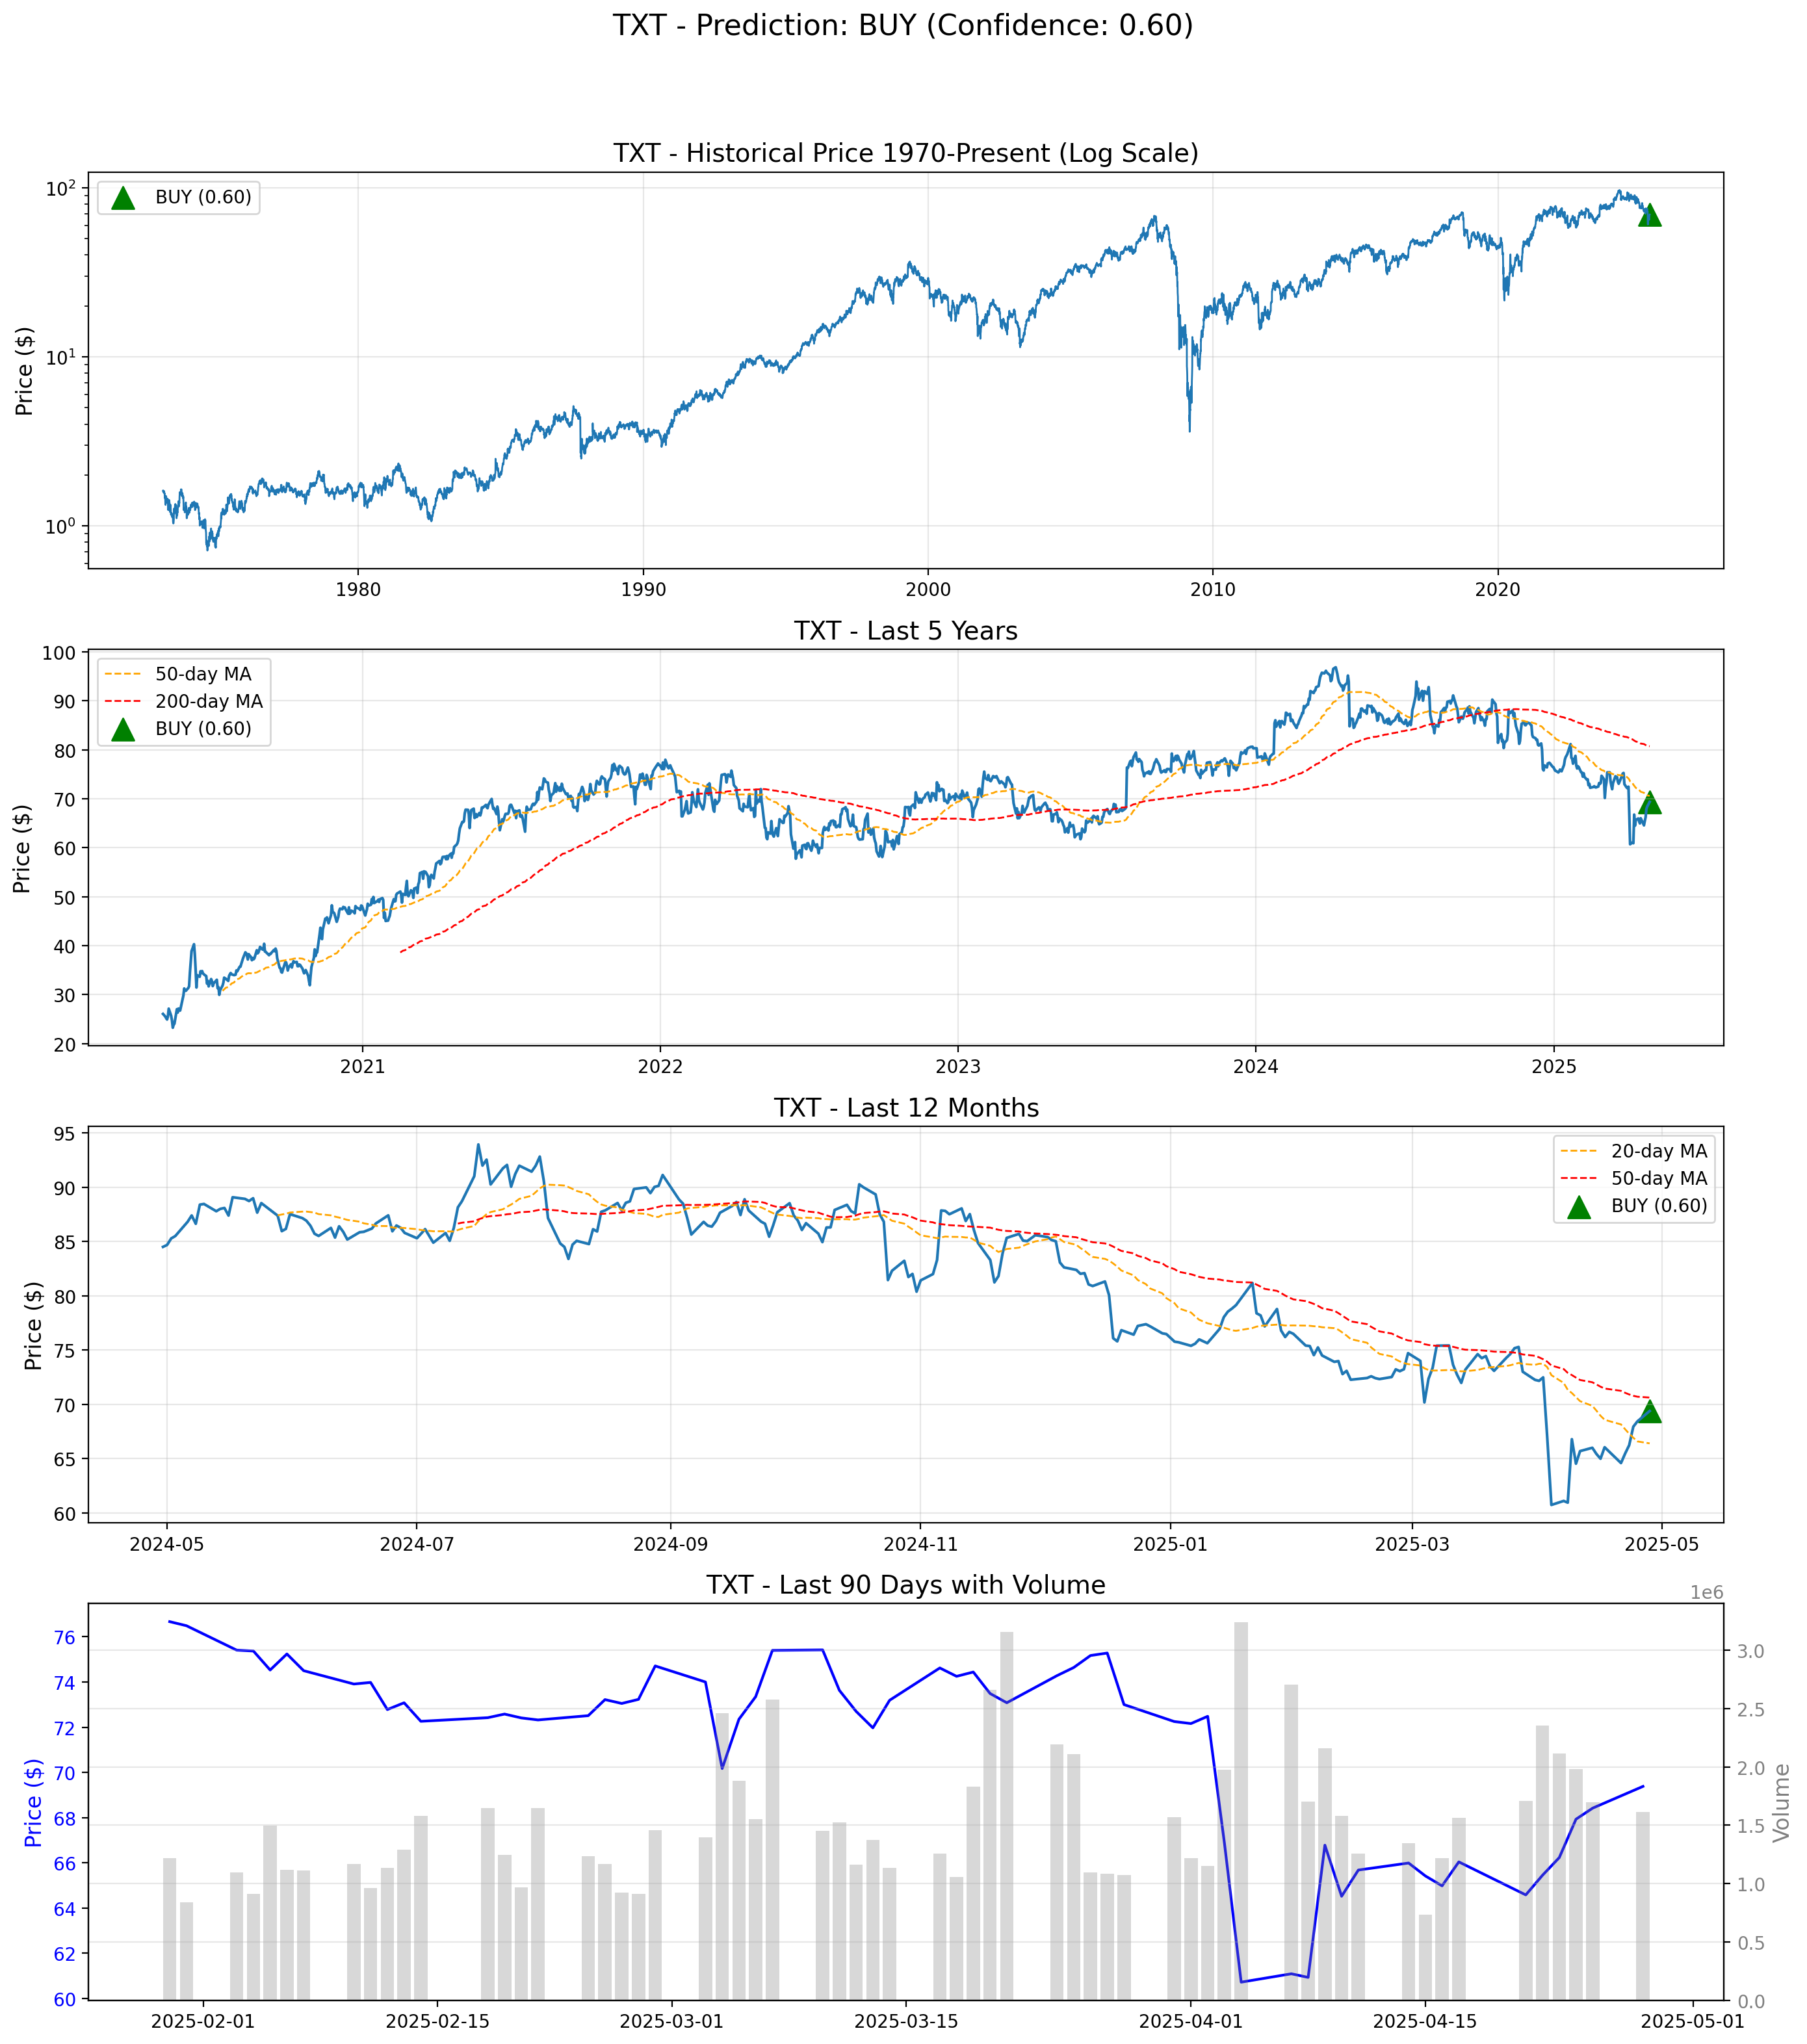 TXT - Prediction: BUY (Confidence: 0.60)
TXT - Historical Price 1970-Present (Log Scale)
BUY (0.60)
Price ($)
10²
10¹
10⁰
1980 1990 2000 2010 2020
TXT - Last 5 Years
50-day MA
200-day MA
BUY (0.60)
Price ($)
100
90
80
70
60
50
40
30
20
2021 2022 2023 2024 2025
TXT - Last 12 Months
20-day MA
50-day MA
BUY (0.60)
Price ($)
95
90
85
80
75
70
65
60
2024-05 2024-07 2024-09 2024-11 2025-01 2025-03 2025-05
TXT - Last 90 Days with Volume
1e6
Price ($)
76
74
72
70
68
66
64
62
60
3.0
2.5
2.0
1.5
1.0
0.5
0.0
Volume
2025-02-01 2025-02-15 2025-03-01 2025-03-15 2025-04-01 2025-04-15 2025-05-01